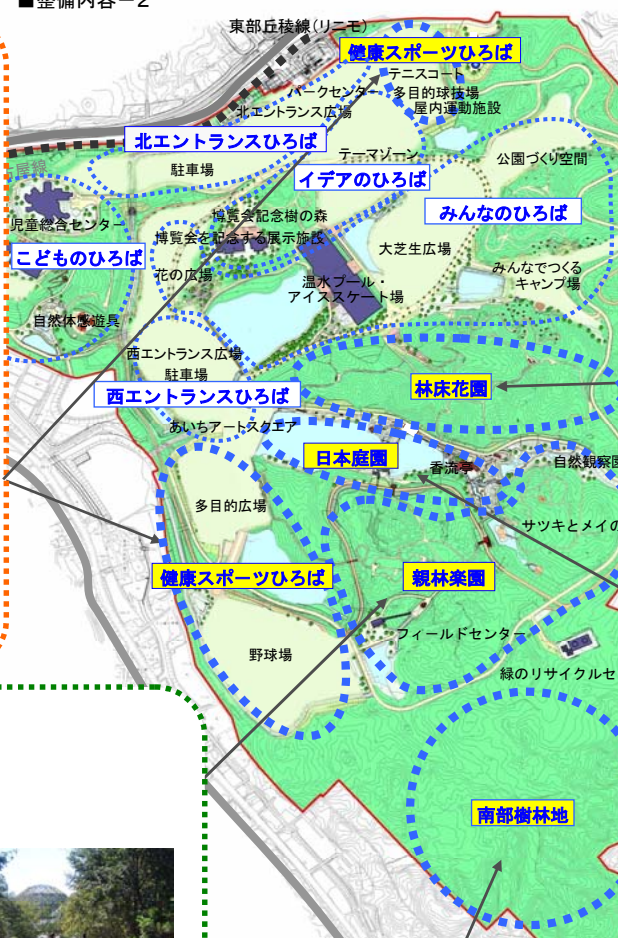 ■整備内容－2
東部丘稜線(リニモ)
健康スポーツひろば
テニスコート
パークセンター
多目的球技場
屋内運動施設
北エントランス広場
北エントランスひろば
駐車場
テーマゾーン
公園づくり空間
イデアのひろば
みんなのひろば
児童総合センター
博覧会記念樹の森
博覧会を記念する展示施設
大芝生広場
こどものひろば
花の広場
温水プール・
アイススケート場
みんなでつくる
キャンプ場
自然体感遊具
西エントランス広場
駐車場
西エントランスひろば
林床花園
あいちアートスクエア
日本庭園
香流亭
自然観察園
多目的広場
サツキとメイの
健康スポーツひろば
親林楽園
フィールドセンター
野球場
緑のリサイクルセ
南部樹林地